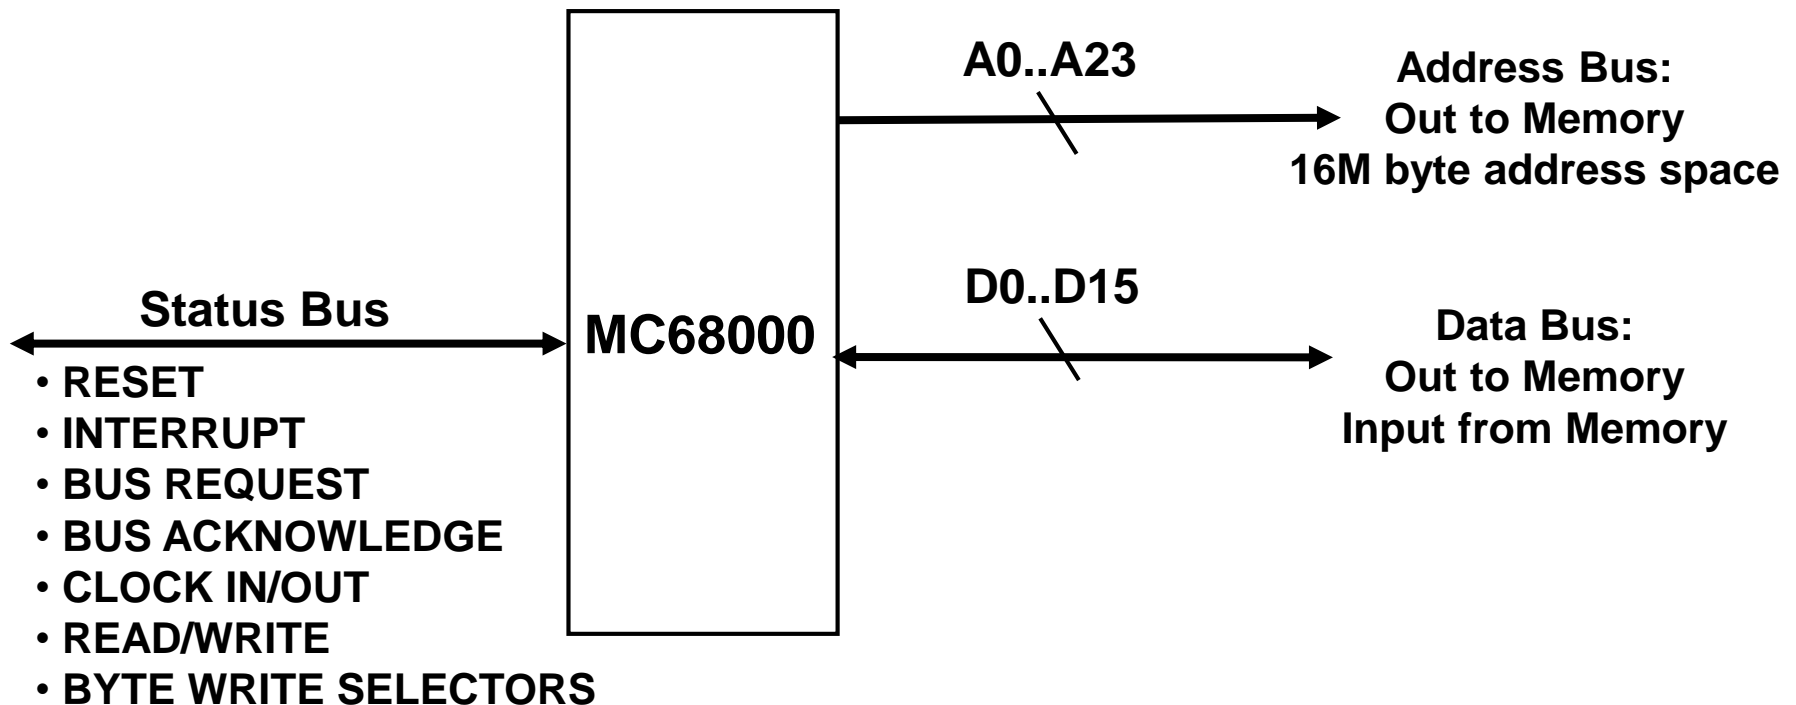 A0..A23
Address Bus:
Out to Memory
16M byte address space
Status Bus
MC68000
D0..D15
Data Bus:
Out to Memory
Input from Memory
• RESET
• INTERRUPT
• BUS REQUEST
• BUS ACKNOWLEDGE
• CLOCK IN/OUT
• READ/WRITE
• BYTE WRITE SELECTORS